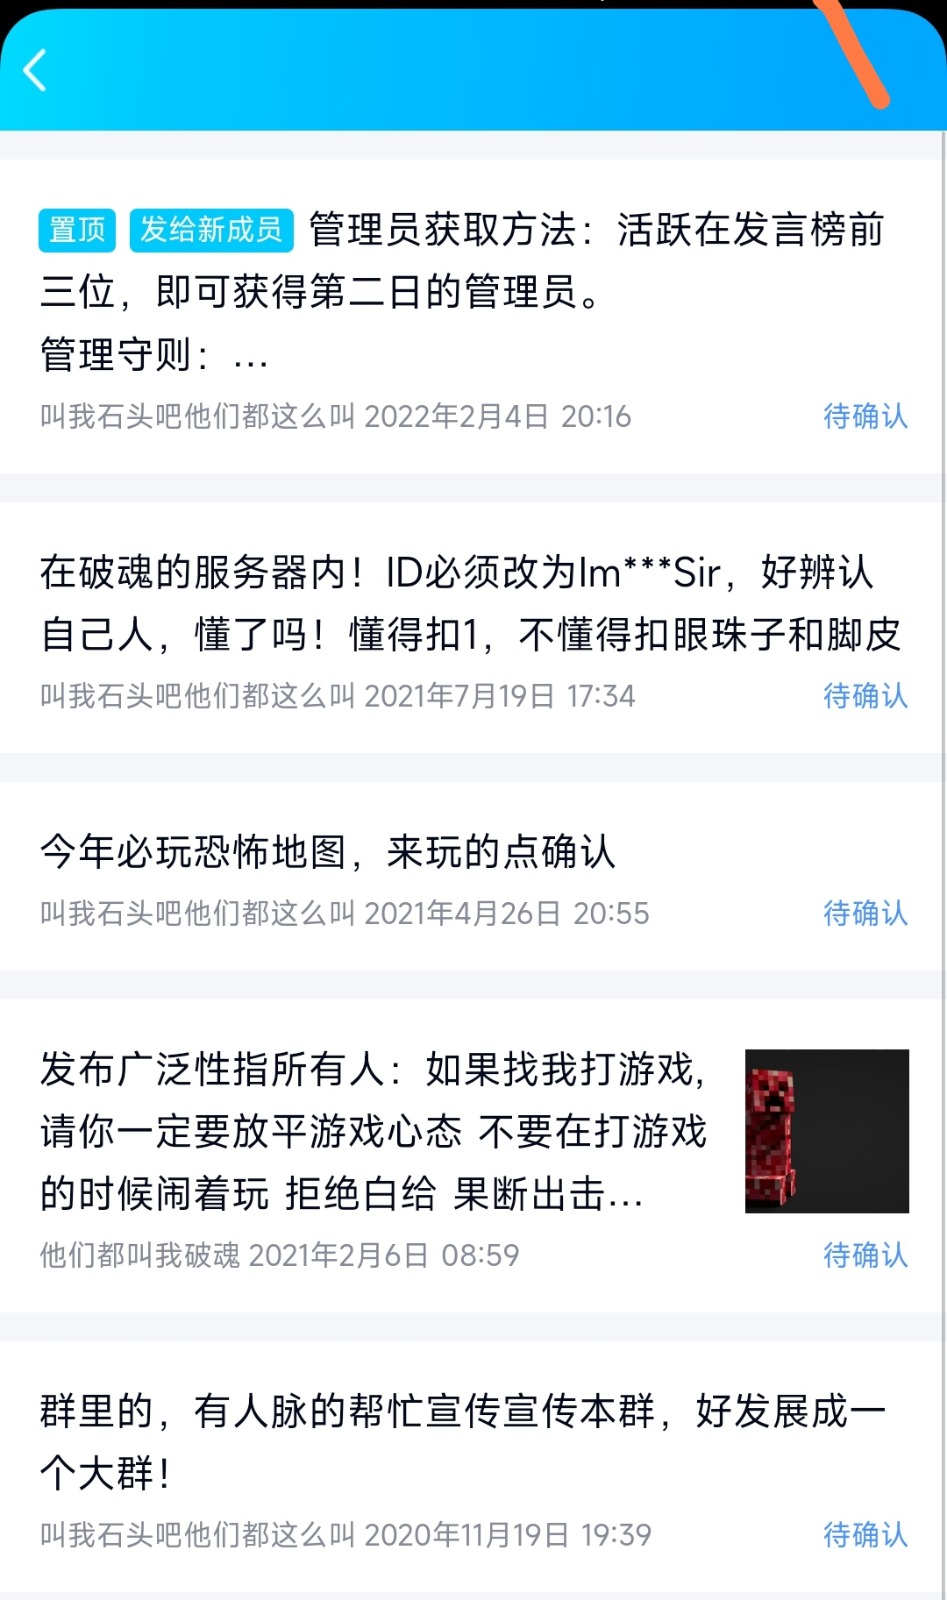 置顶 发给新成员 管理员获取方法：活跃在发言榜前
三位，即可获得第二日的管理员。
管理守则：...
叫我石头吧他们都这么叫 2022年2月4日 20:16 待确认
在破魂的服务器内！ID必须改为Im***Sir，好辨认
自己人，懂了吗！懂得扣1，不懂得扣眼珠子和脚皮
叫我石头吧他们都这么叫 2021年7月19日 17:34 待确认
今年必玩恐怖地图，来玩的点确认
叫我石头吧他们都这么叫 2021年4月26日 20:55 待确认
发布广泛性指所有人：如果找我打游戏，
请你一定要放平游戏心态 不要在打游戏
的时候闹着玩 拒绝白给 果断出击...
他们都叫我破魂 2021年2月6日 08:59 待确认
群里的，有人脉的帮忙宣传宣传本群，好发展成一
个大群！
叫我石头吧他们都这么叫 2020年11月19日 19:39 待确认